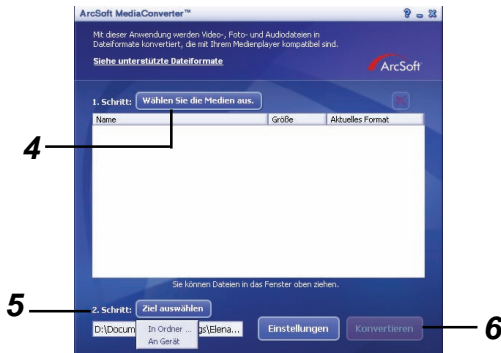 ArcSoft MediaConverter™
Mit dieser Anwendung werden Video-, Foto- und Audiodateien in
Dateiformate konvertiert, die mit Ihrem Medienplayer kompatibel sind.
Siehe unterstützte Dateiformate
ArcSoft
1. Schritt: Wählen Sie die Medien aus.
Name Größe Aktuelles Format
4
Sie können Dateien in das Fenster oben ziehen.
5
2. Schritt: Ziel auswählen
D:\Docum gs\Elena...
In Ordner ...
An Gerät
Einstellungen
Konvertieren
6